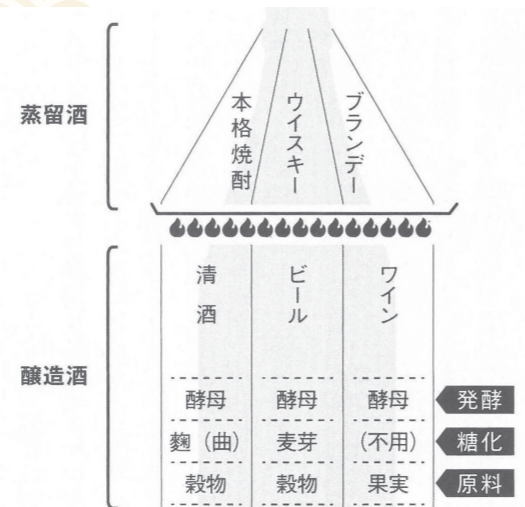 蒸留酒
本格焼酎
ウイスキー
ブランデー
醸造酒
清酒
ビール
ワイン
酵母 酵母 酵母 発酵
麴(曲) 麦芽 (不用) 糖化
穀物 穀物 果実 原料